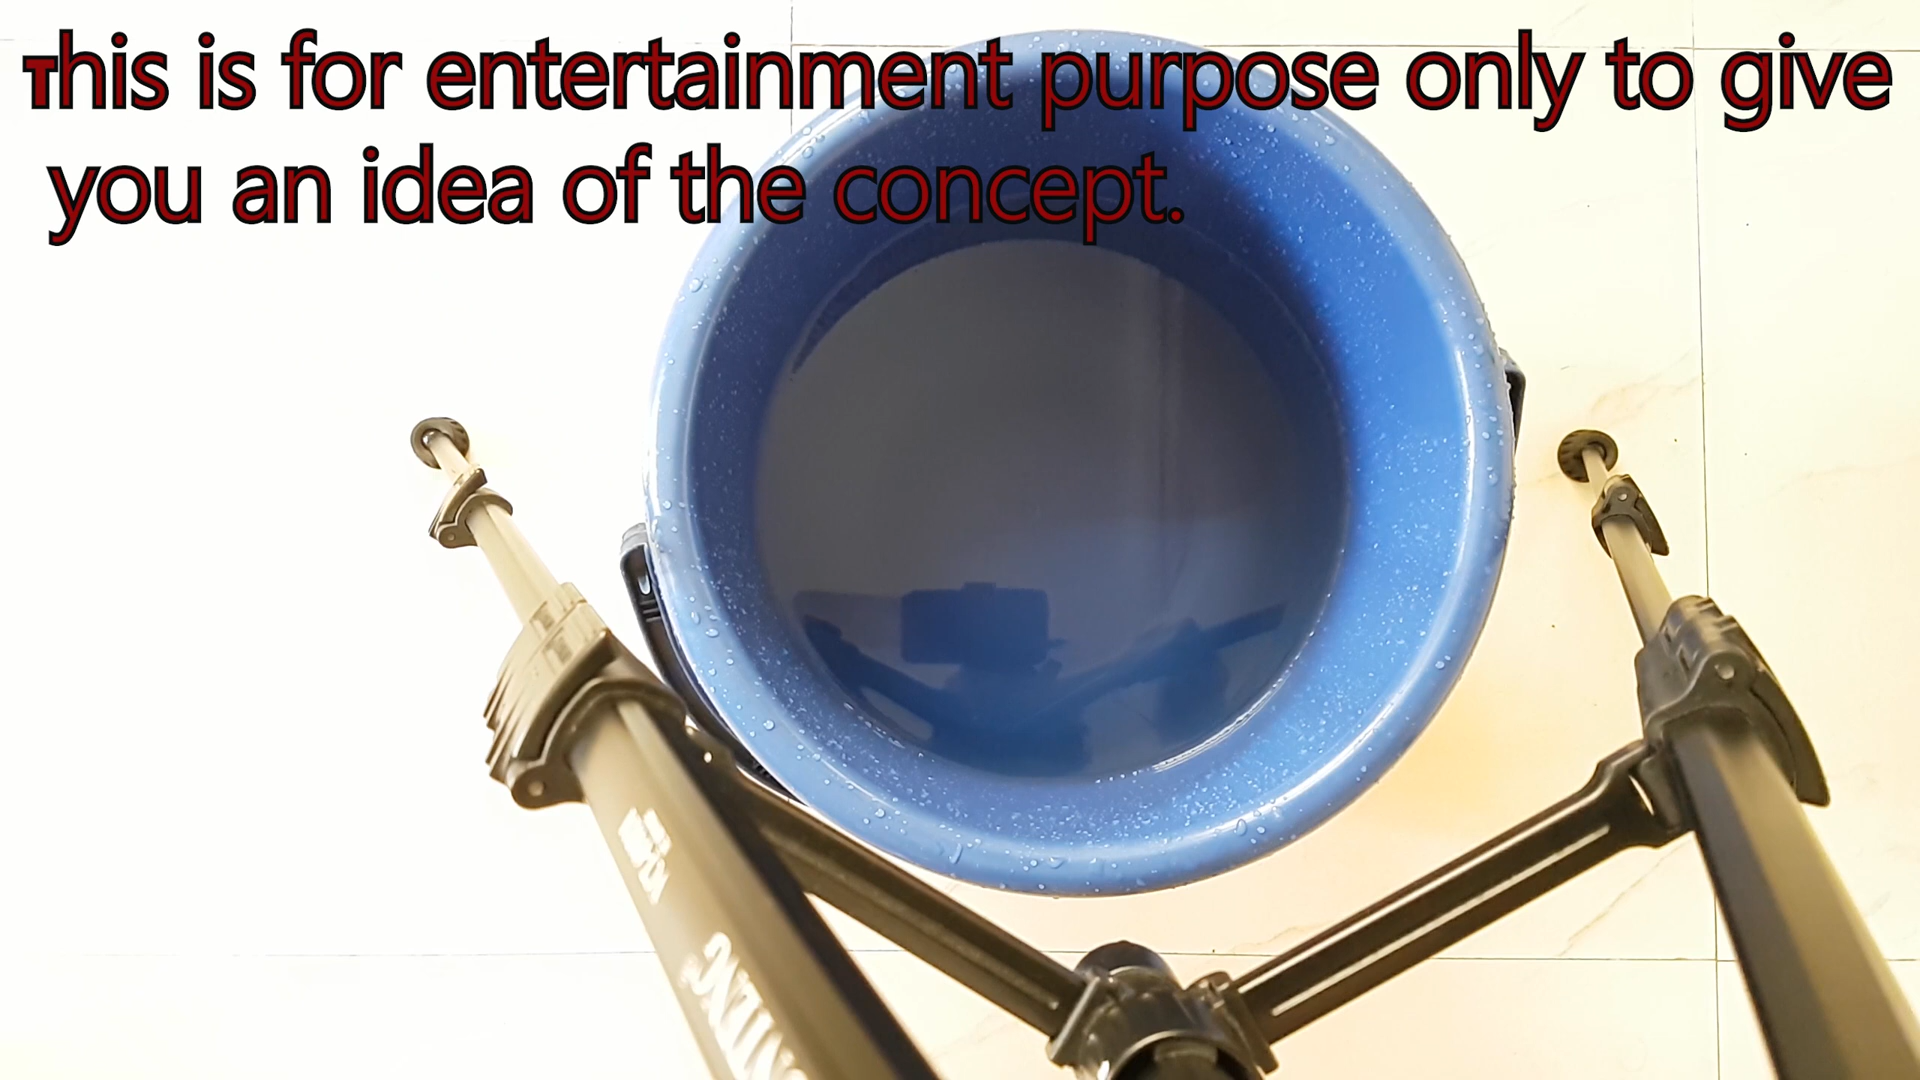 This is for entertainment purpose only to give
you an idea of the concept.